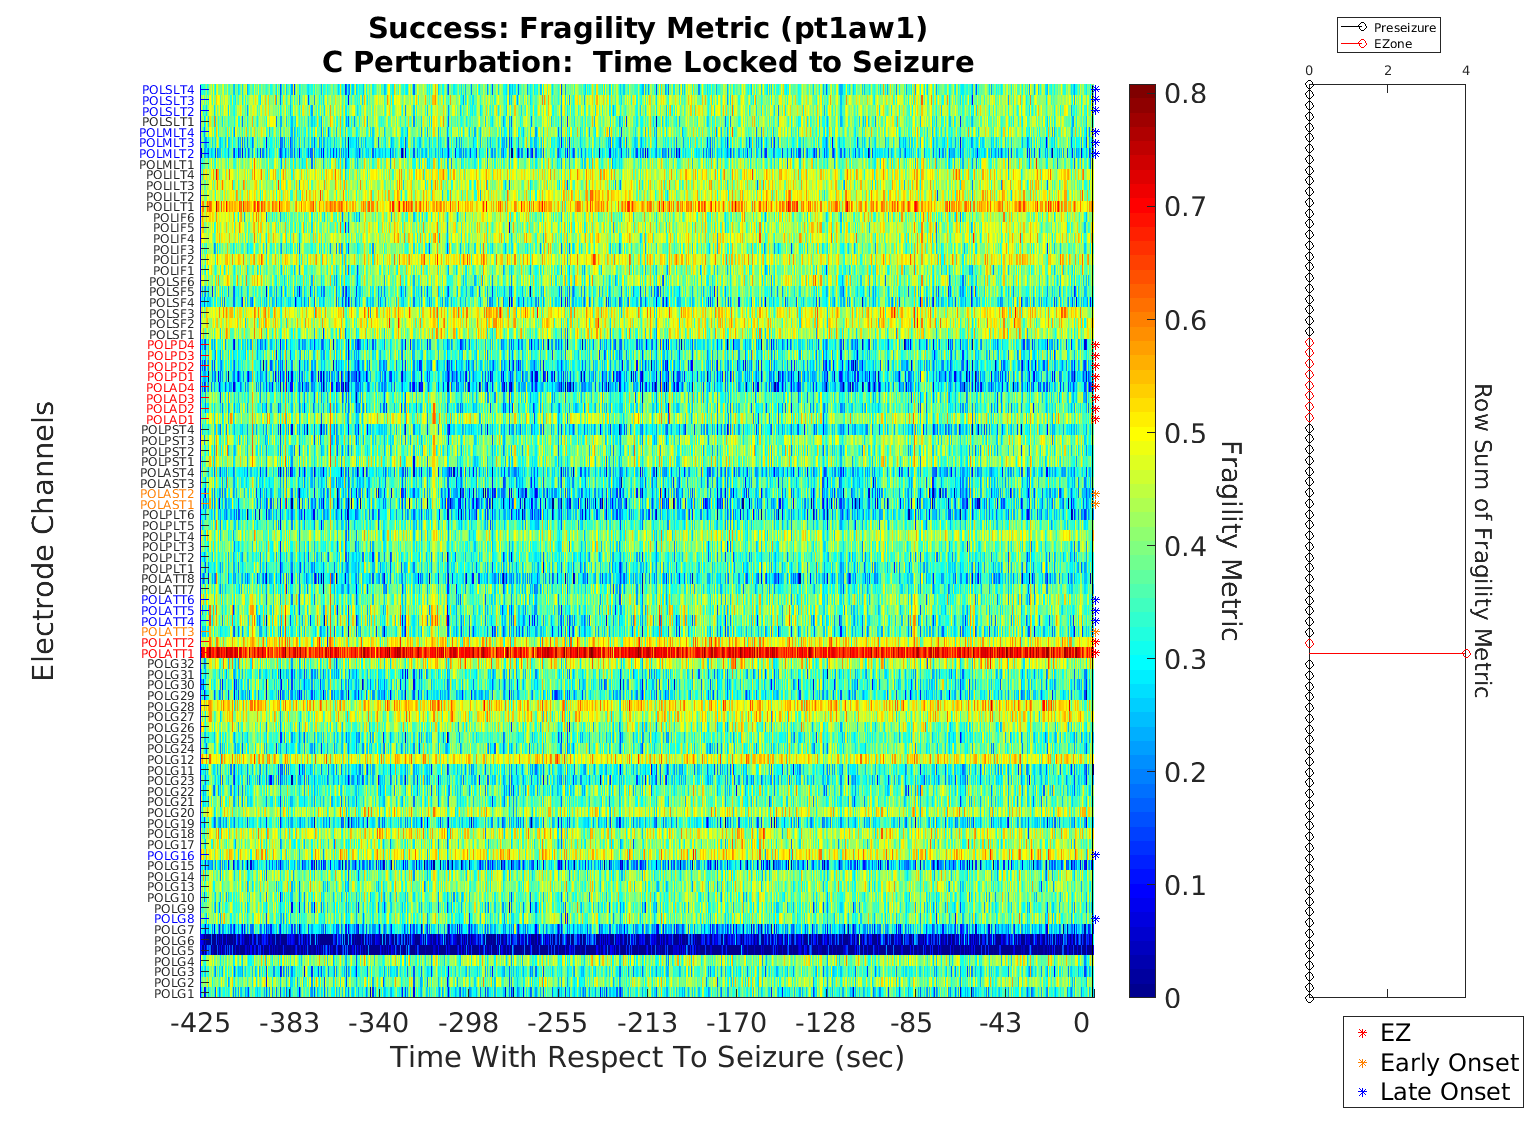 Success: Fragility Metric (pt1aw1)
C Perturbation:  Time Locked to Seizure
Preseizure
EZone
0 2 4
Electrode Channels
POLSLT4
POLSLT3
POLSLT2
POLSLT1
POLMLT4
POLMLT3
POLMLT2
POLMLT1
POLILT4
POLILT3
POLILT2
POLILT1
POLIF6
POLIF5
POLIF4
POLIF3
POLIF2
POLIF1
POLSF6
POLSF5
POLSF4
POLSF3
POLSF2
POLSF1
POLPD4
POLPD3
POLPD2
POLPD1
POLAD4
POLAD3
POLAD2
POLAD1
POLPST4
POLPST3
POLPST2
POLPST1
POLAST4
POLAST3
POLAST2
POLAST1
POLPLT6
POLPLT5
POLPLT4
POLPLT3
POLPLT2
POLPLT1
POLATT8
POLATT7
POLATT6
POLATT5
POLATT4
POLATT3
POLATT2
POLATT1
POLG32
POLG31
POLG30
POLG29
POLG28
POLG27
POLG26
POLG25
POLG24
POLG12
POLG11
POLG23
POLG22
POLG21
POLG20
POLG19
POLG18
POLG17
POLG16
POLG15
POLG14
POLG13
POLG10
POLG9
POLG8
POLG7
POLG6
POLG5
POLG4
POLG3
POLG2
POLG1
-425 -383 -340 -298 -255 -213 -170 -128 -85 -43 0
Time With Respect To Seizure (sec)
0.8
0.7
0.6
0.5
0.4
0.3
0.2
0.1
0
Fragility Metric
Row Sum of Fragility Metric
EZ
Early Onset
Late Onset